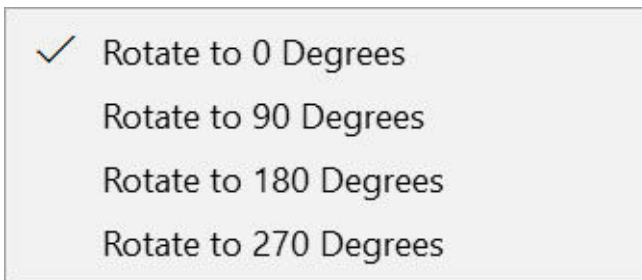 Rotate to 0 Degrees
Rotate to 90 Degrees
Rotate to 180 Degrees
Rotate to 270 Degrees